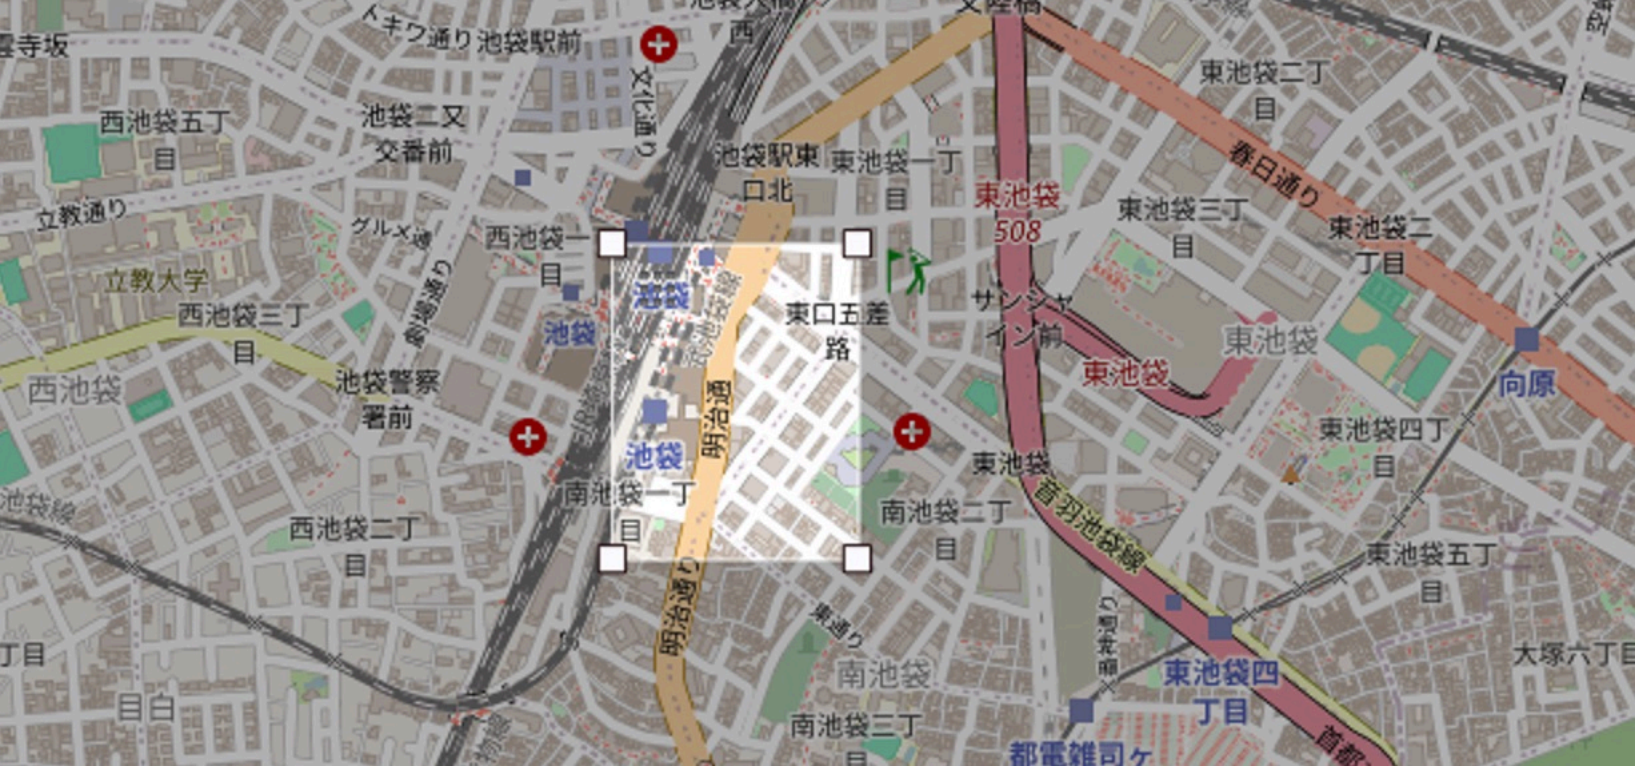 トキワ通り
池袋駅前
西
雲寺坂
文化通り
東池袋二丁
目
西池袋五丁
目
池袋二又
交番前
池袋駅東
口北
東池袋一丁
目
春日通り
東池袋
508
立教通り
グルメ通
西池袋一
目
東池袋三丁
目
東池袋二
丁目
立教大学
劇場通り
池袋
池袋
西池袋三丁
目
東口五差
路
サンシャ
イン前
東池袋
東池袋
西池袋
池袋警察
署前
明治通
向原
池袋
東池袋四丁
目
東池袋
南池袋一丁
目
池袋線
南池袋二丁
目
音羽池袋線
西池袋二丁
目
東池袋五丁
目
明治通り
東通り
丁目
南池袋
東池袋四
丁目
大塚六丁目
目白
南池袋三丁
目
都電雑司ヶ
首都